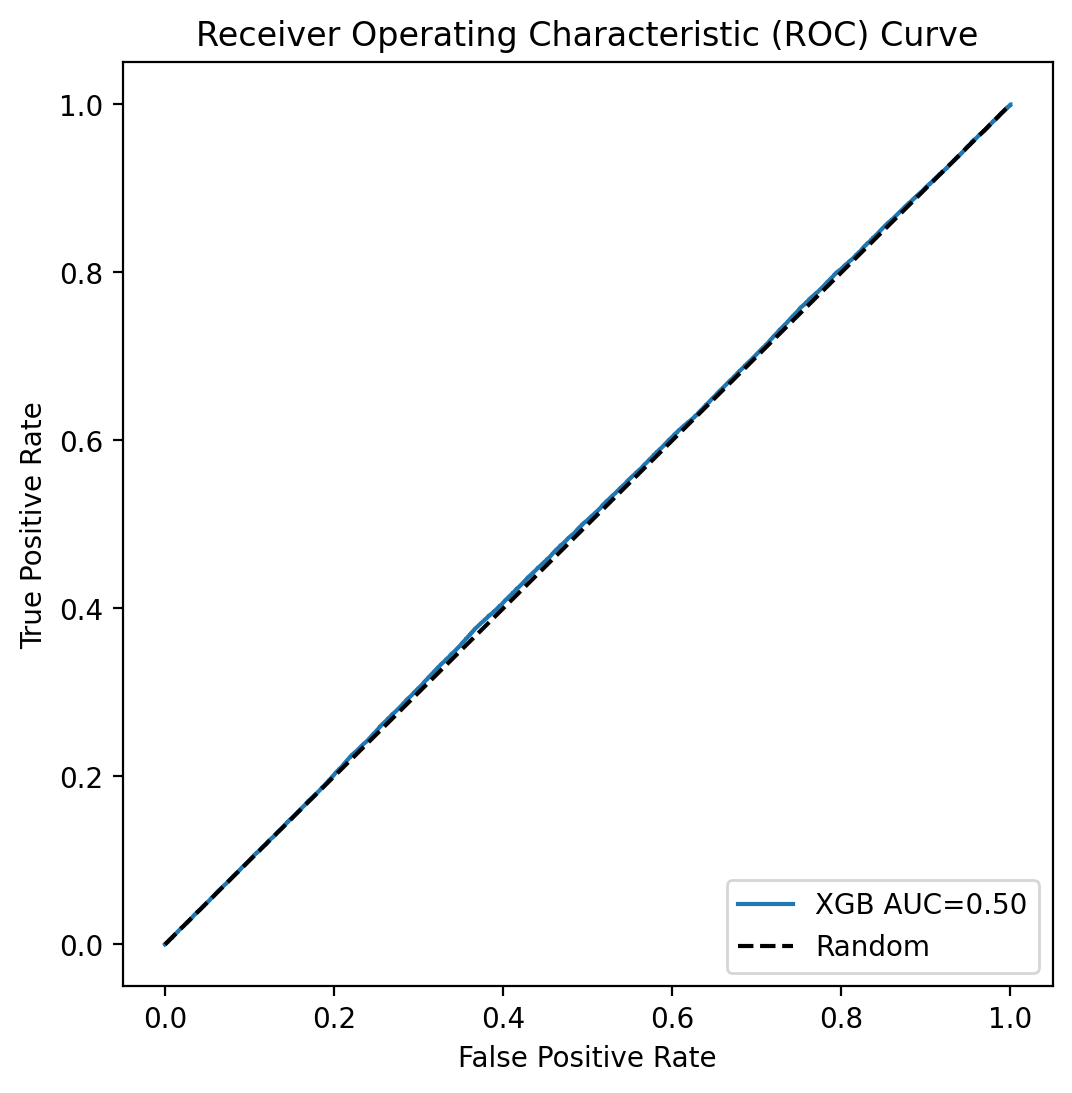 Receiver Operating Characteristic (ROC) Curve
1.0
0.8
0.6
0.4
0.2
0.0
True Positive Rate
XGB AUC=0.50
Random
0.0 0.2 0.4 0.6 0.8 1.0
False Positive Rate